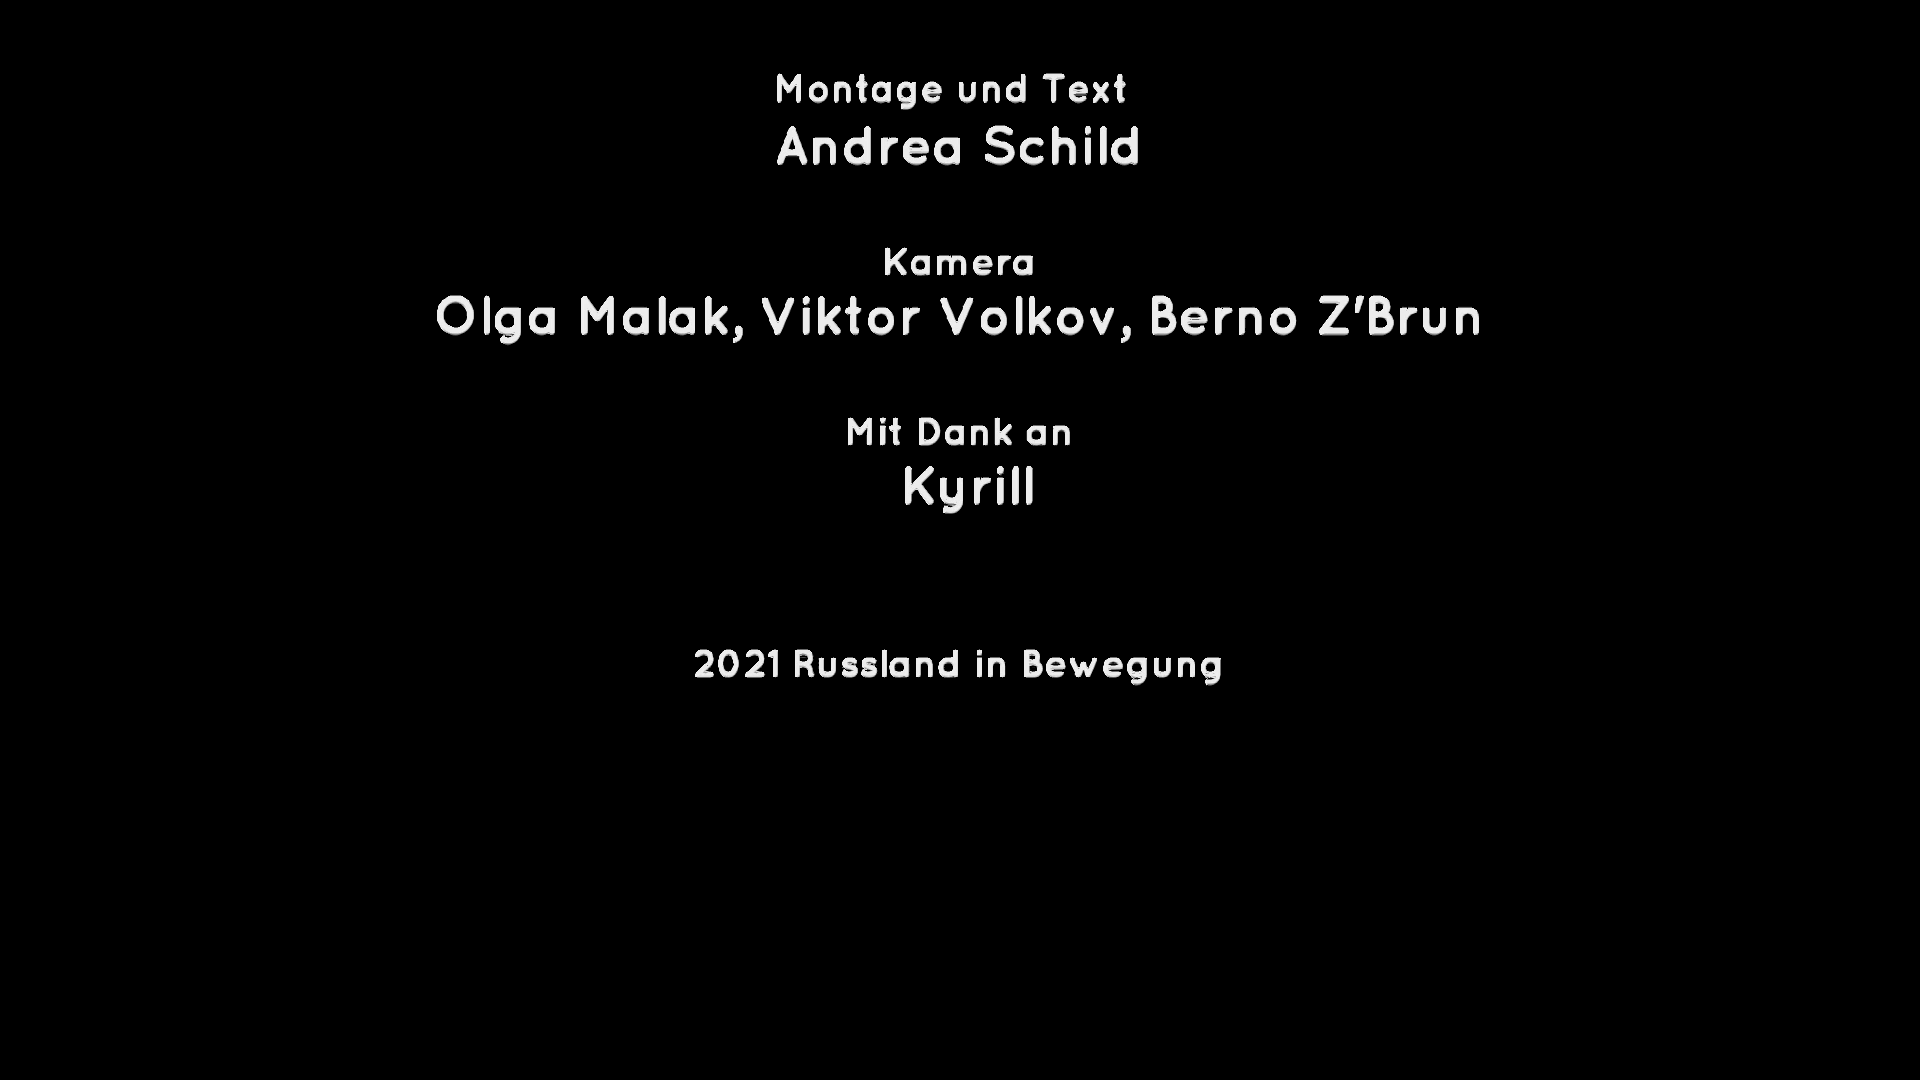 Montage und Text
Andrea Schild
Kamera
Olga Malak, Viktor Volkov, Berno Z'Brun
Mit Dank an
Kyrill
2021 Russland in Bewegung